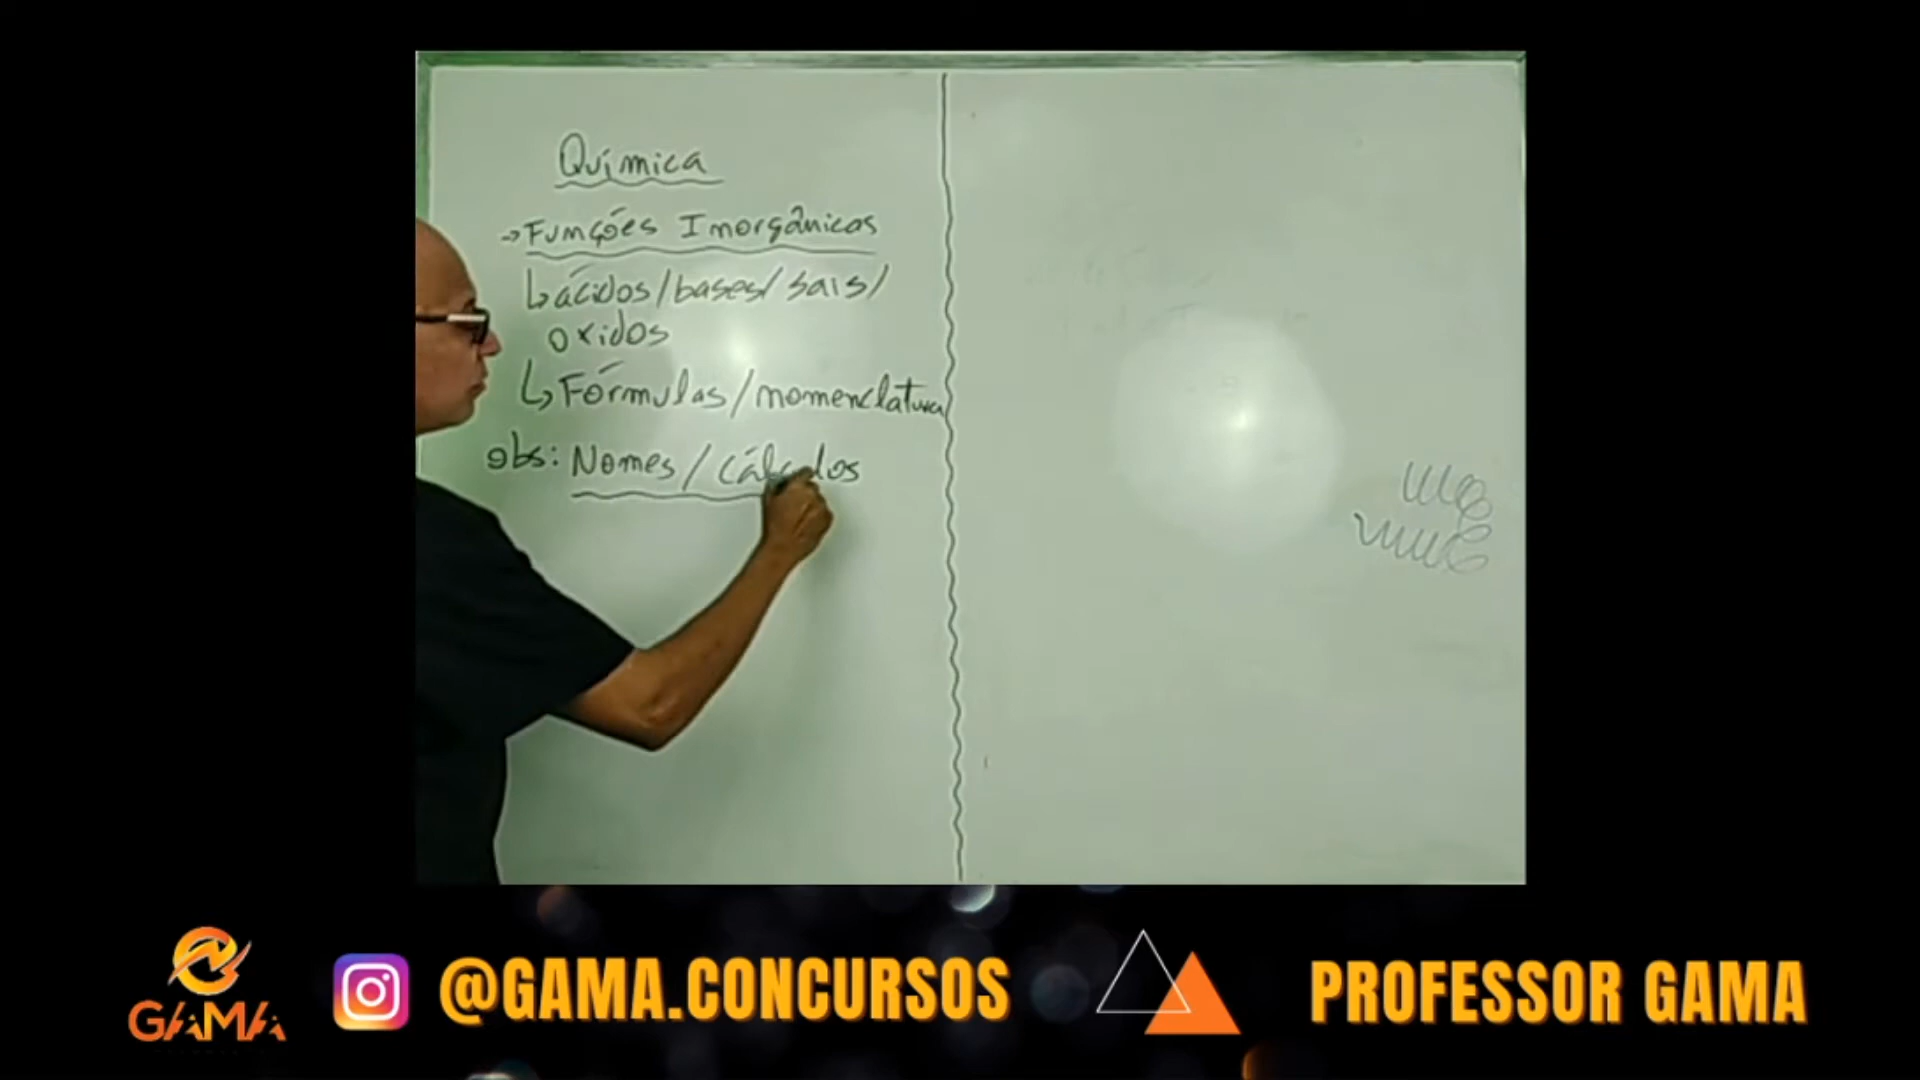 Química
→ Funções Inorgânicas
↳ ácidos/bases/sais/
oxidos
↳ Fórmulas/nomenclatura
obs: Nomes/Cálculos
GAMA
@GAMA.CONCURSOS
PROFESSOR GAMA